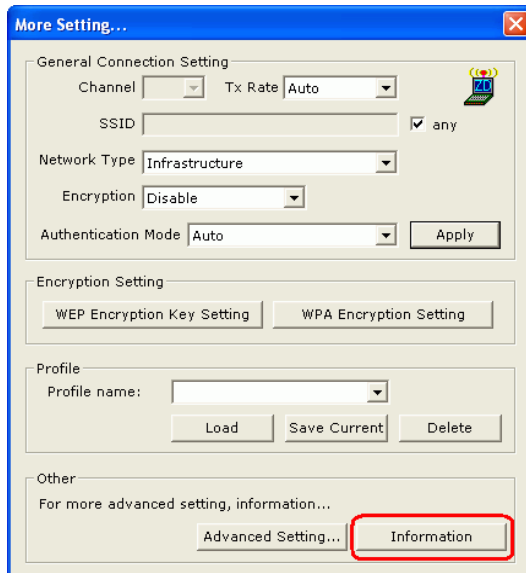 More Setting...
General Connection Setting
Channel Tx Rate Auto
ZD
SSID any
Network Type Infrastructure
Encryption Disable
Authentication Mode Auto Apply
Encryption Setting
WEP Encryption Key Setting WPA Encryption Setting
Profile
Profile name:
Load Save Current Delete
Other
For more advanced setting, information...
Advanced Setting... Information